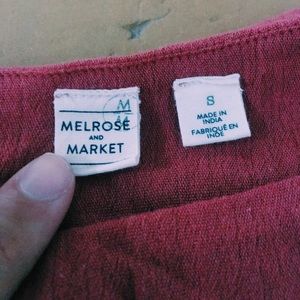 M
M
MELROSE
AND
MARKET
S
MADE IN
INDIA
FABRIQUÉ EN
INDE